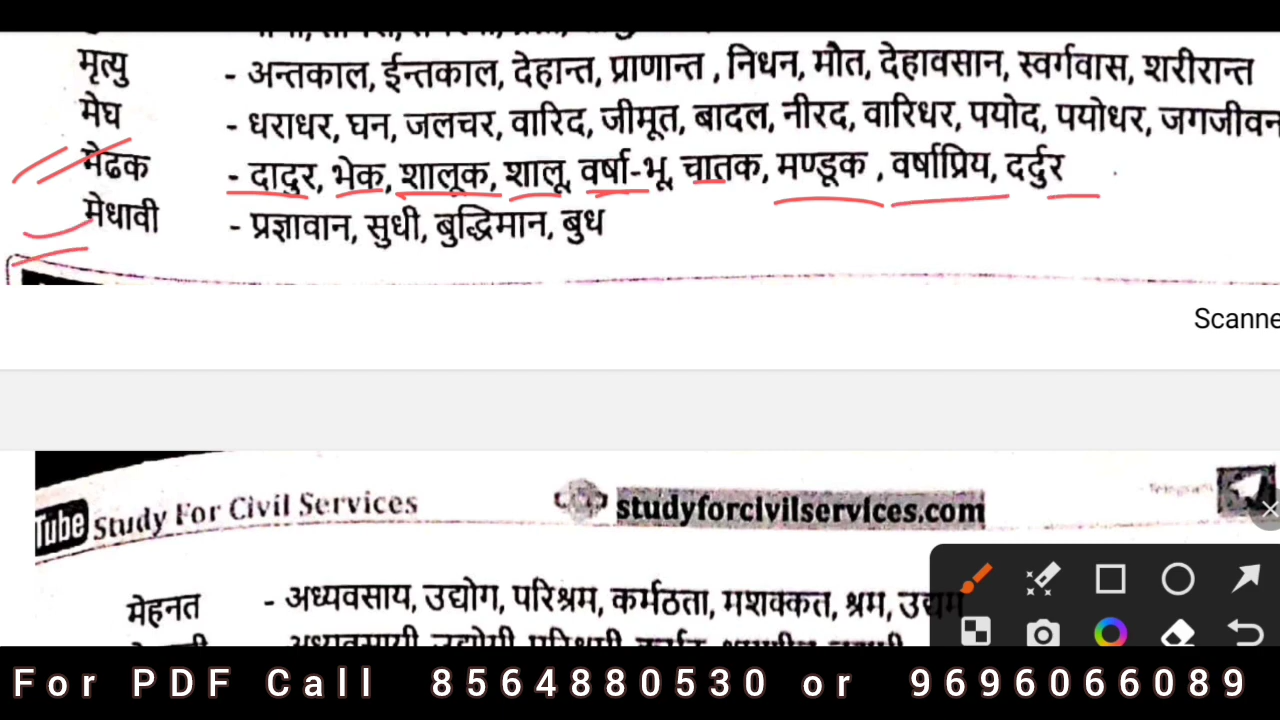 मृत्यु - अन्तकाल, ईन्तकाल, देहान्त, प्राणान्त , निधन, मौत, देहावसान, स्वर्गवास, शरीरान्त
मेघ - धराधर, घन, जलचर, वारिद, जीमूत, बादल, नीरद, वारिधर, पयोद, पयोधर, जगजीवन
मेढक - दादुर, भेक, शालूक, शालू, वर्षा-भू, चातक, मण्डूक , वर्षाप्रिय, दर्दुर
मेधावी - प्रज्ञावान, सुधी, बुद्धिमान, बुध
Scanne
Tube Study For Civil Services studyforcivilservices.com
मेहनत - अध्यवसाय, उद्योग, परिश्रम, कर्मठता, मशक्कत, श्रम, उद्यम
For PDF Call 8564880530 or 9696066089